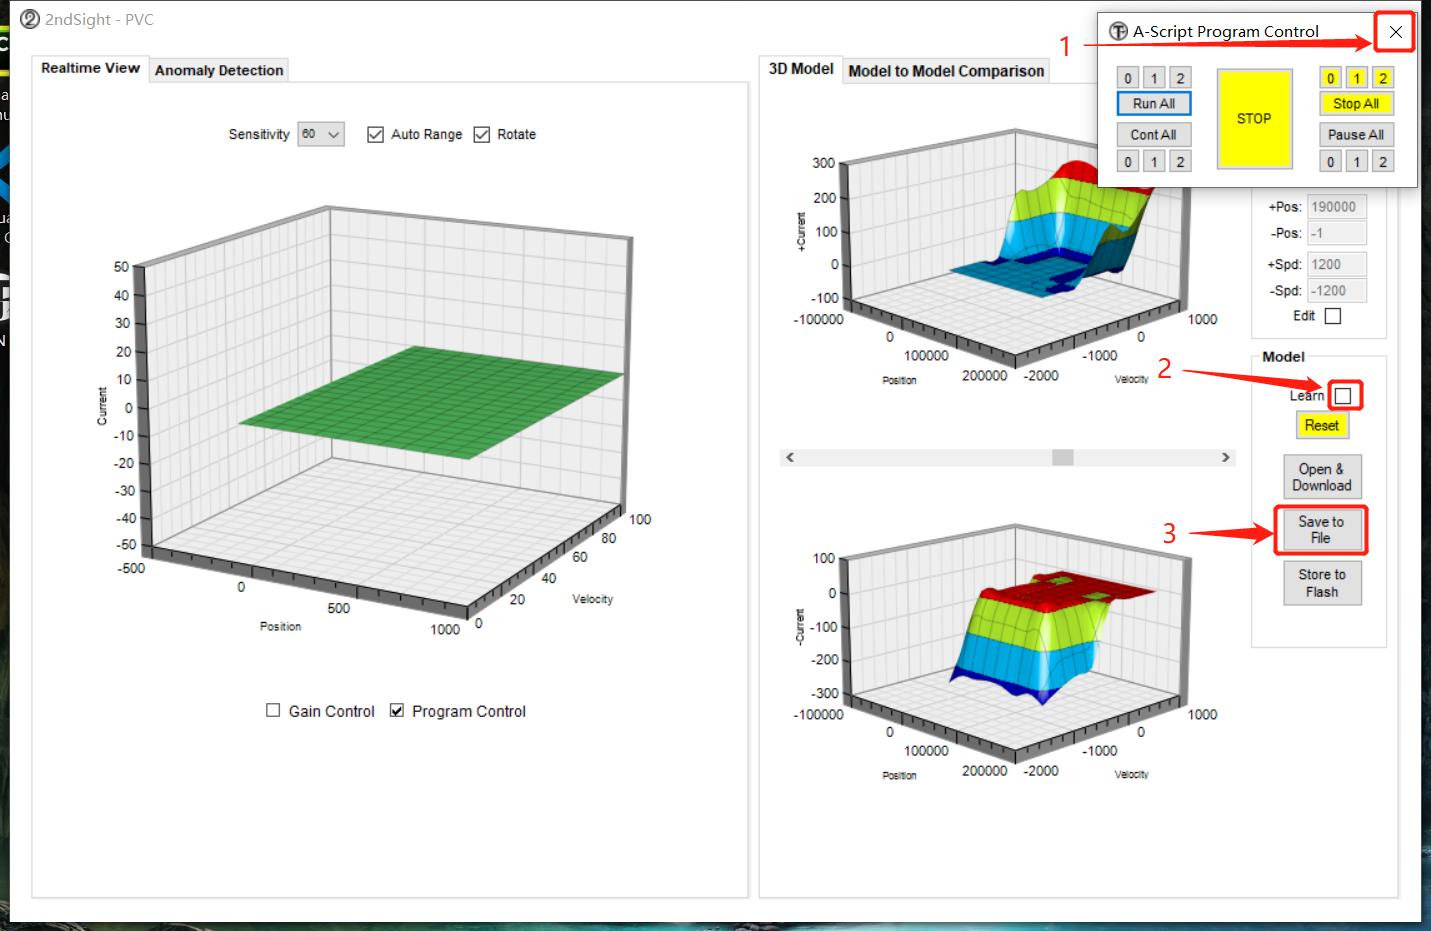 2ndSight - PVC
Realtime View
Anomaly Detection
Sensitivity 60 Auto Range Rotate
50
40
30
20
10
0
-10
-20
-30
-40
-50
Current
-500
0
500
1000
Position
0
20
40
60
80
100
Velocity
Gain Control Program Control
3D Model
Model to Model Comparison
300
200
100
0
-100
+Current
-100000
0
100000
200000
Position
-2000
-1000
0
1000
Velocity
100
0
-100
-200
-300
-Current
-100000
0
100000
200000
Position
-2000
-1000
0
1000
Velocity
1
A-Script Program Control
0 1 2
Run All
Cont All
0 1 2
STOP
0 1 2
Stop All
Pause All
0 1 2
+Pos: 190000
-Pos: -1
+Spd: 1200
-Spd: -1200
Edit
Model
2
Learn
Reset
Open &
Download
3
Save to
File
Store to
Flash